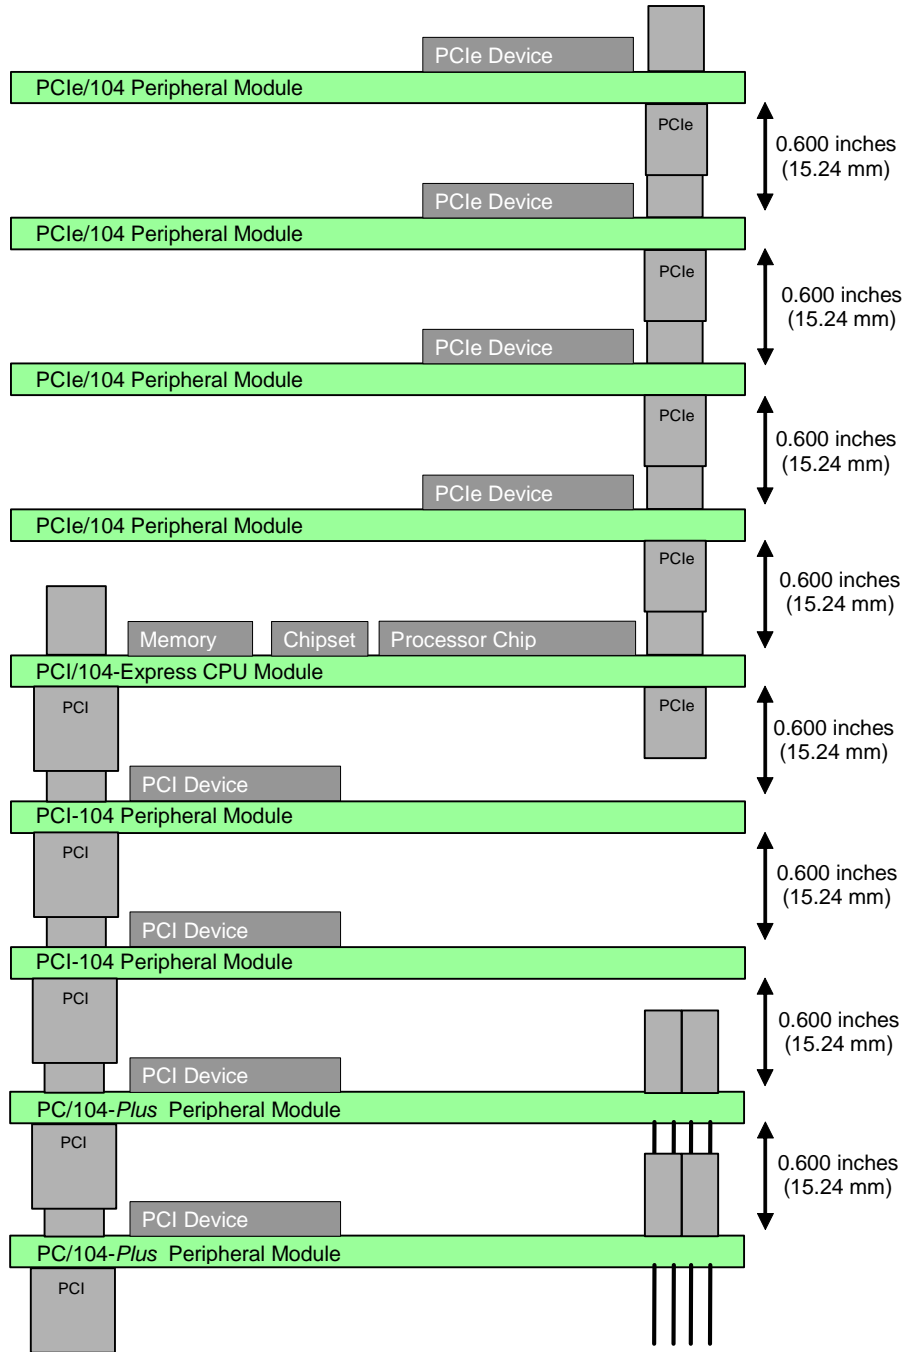 PCIe Device
PCIe/104 Peripheral Module
PCIe
0.600 inches
(15.24 mm)
PCIe Device
PCIe/104 Peripheral Module
PCIe
0.600 inches
(15.24 mm)
PCIe Device
PCIe/104 Peripheral Module
PCIe
0.600 inches
(15.24 mm)
PCIe Device
PCIe/104 Peripheral Module
PCIe
0.600 inches
(15.24 mm)
Memory Chipset Processor Chip
PCI/104-Express CPU Module
PCI PCIe
0.600 inches
(15.24 mm)
PCI Device
PCI-104 Peripheral Module
PCI
0.600 inches
(15.24 mm)
PCI Device
PCI-104 Peripheral Module
PCI
0.600 inches
(15.24 mm)
PCI Device
PC/104-Plus Peripheral Module
PCI
0.600 inches
(15.24 mm)
PCI Device
PC/104-Plus Peripheral Module
PCI